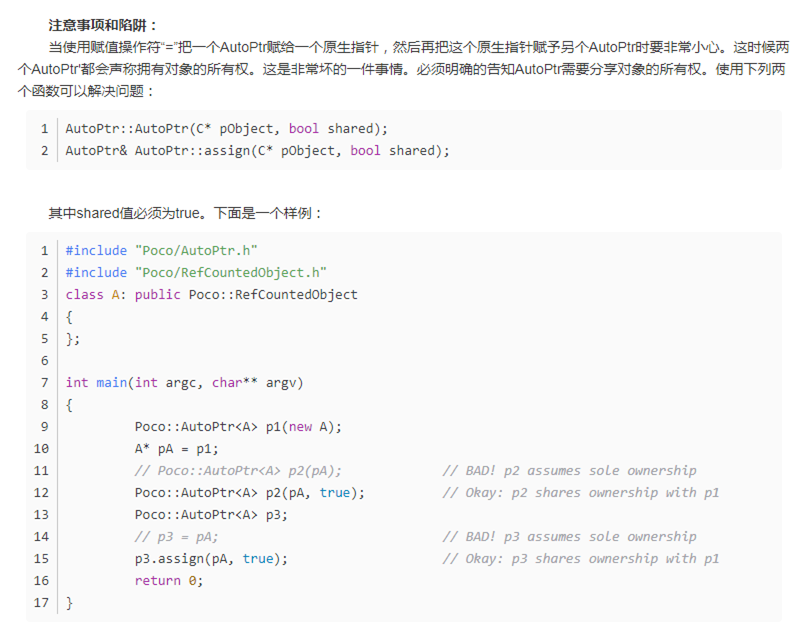 注意事项和陷阱：
当使用赋值操作符“=”把一个AutoPtr赋给一个原生指针，然后再把这个原生指针赋予另个AutoPtr时要非常小心。这时候两
个AutoPtr'都会声称拥有对象的所有权。这是非常坏的一件事情。必须明确的告知AutoPtr需要分享对象的所有权。使用下列两
个函数可以解决问题：
1 AutoPtr::AutoPtr(C* pObject, bool shared);
2 AutoPtr& AutoPtr::assign(C* pObject, bool shared);
其中shared值必须为true。下面是一个样例：
1 #include "Poco/AutoPtr.h"
2 #include "Poco/RefCountedObject.h"
3 class A: public Poco::RefCountedObject
4 {
5 };
6
7 int main(int argc, char** argv)
8 {
9 Poco::AutoPtr<A> p1(new A);
10 A* pA = p1;
11 // Poco::AutoPtr<A> p2(pA); // BAD! p2 assumes sole ownership
12 Poco::AutoPtr<A> p2(pA, true); // Okay: p2 shares ownership with p1
13 Poco::AutoPtr<A> p3;
14 // p3 = pA; // BAD! p3 assumes sole ownership
15 p3.assign(pA, true); // Okay: p3 shares ownership with p1
16 return 0;
17 }